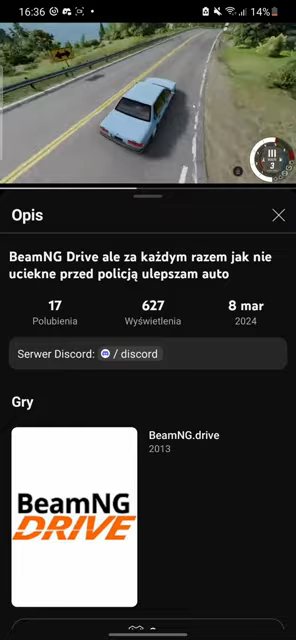 16:36
14%
Opis
BeamNG Drive ale za każdym razem jak nie
uciekne przed policją ulepszam auto
17
627
8 mar
Polubienia
Wyświetlenia
2024
Serwer Discord: / discord
Gry
BeamNG.drive
2013
BeamNG
DRIVE